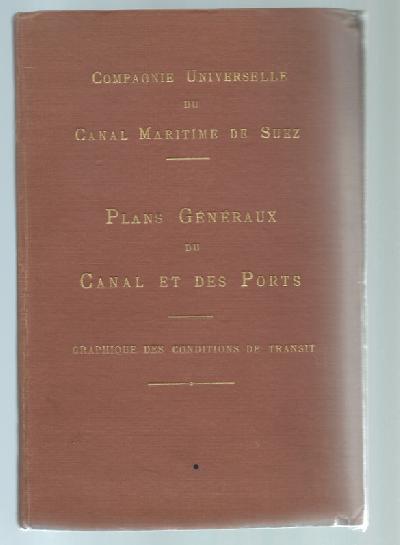 COMPAGNIE UNIVERSELLE
DU
CANAL MARITIME DE SUEZ
PLANS GÉNÉRAUX
DU
CANAL ET DES PORTS
GRAPHIQUE DES CONDITIONS DE TRANSIT